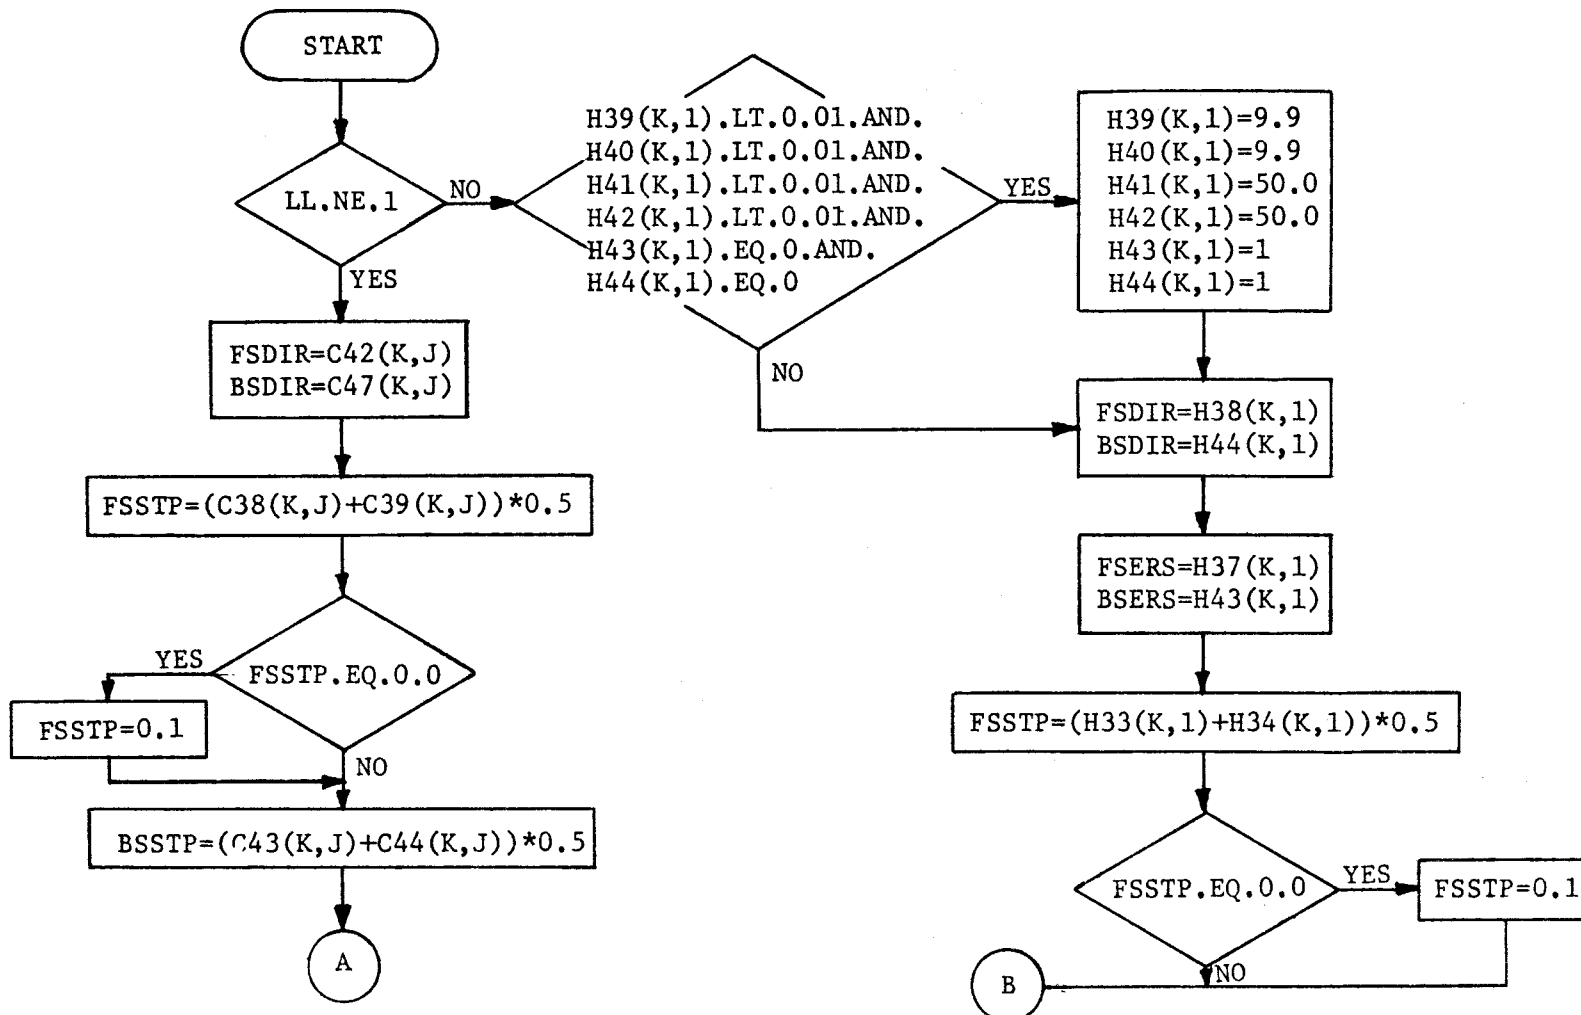 START
LL.NE.1
NO
YES
FSDIR=C42(K,J)
BSDIR=C47(K,J)
FSSTP=(C38(K,J)+C39(K,J))*0.5
FSSTP.EQ.0.0
YES
FSSTP=0.1
NO
BSSTP=(C43(K,J)+C44(K,J))*0.5
A
H39(K,1).LT.0.01.AND.
H40(K,1).LT.0.01.AND.
H41(K,1).LT.0.01.AND.
H42(K,1).LT.0.01.AND.
H43(K,1).EQ.0.AND.
H44(K,1).EQ.0
YES
NO
H39(K,1)=9.9
H40(K,1)=9.9
H41(K,1)=50.0
H42(K,1)=50.0
H43(K,1)=1
H44(K,1)=1
FSDIR=H38(K,1)
BSDIR=H44(K,1)
FSERS=H37(K,1)
BSERS=H43(K,1)
FSSTP=(H33(K,1)+H34(K,1))*0.5
FSSTP.EQ.0.0
YES
FSSTP=0.1
NO
B